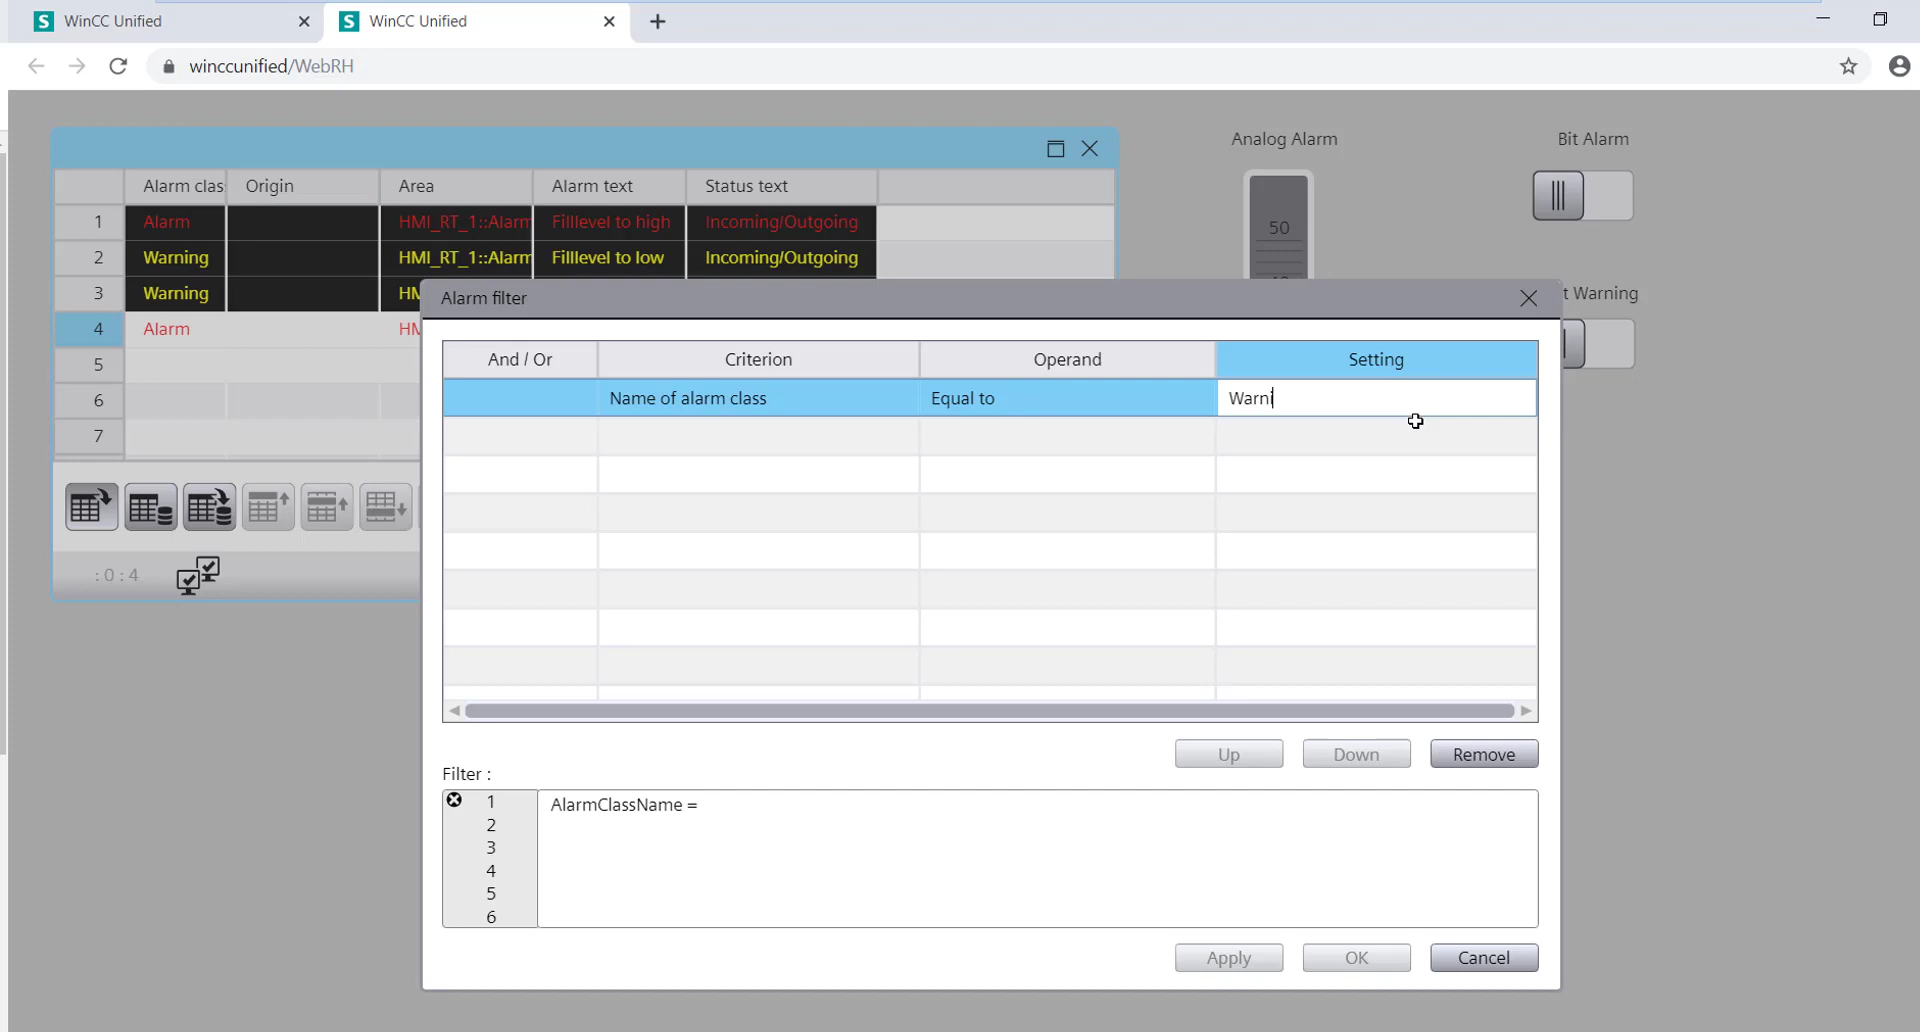 WinCC Unified
WinCC Unified
winccunified/WebRH
Analog Alarm
Bit Alarm
Alarm clas Origin Area Alarm text Status text
1 Alarm HMI_RT_1::Alarm Filllevel to high Incoming/Outgoing
2 Warning HMI_RT_1::Alarm Filllevel to low Incoming/Outgoing
3 Warning HM
4 Alarm HM
5
6
7
50
t Warning
: 0 : 4
Alarm filter
And / Or Criterion Operand Setting
Name of alarm class Equal to Warni
Up Down Remove
Filter :
1 AlarmClassName =
2
3
4
5
6
Apply OK Cancel